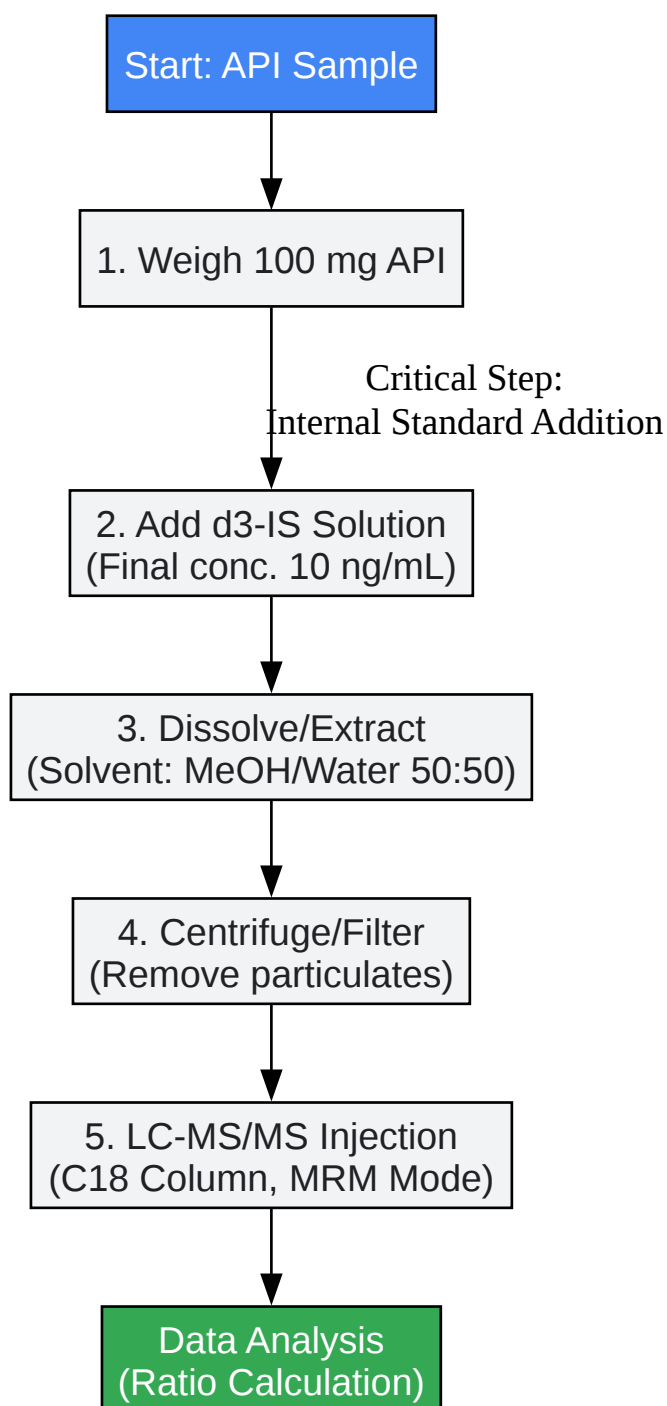 Start: API Sample
1. Weigh 100 mg API
Critical Step:
Internal Standard Addition
2. Add d3-IS Solution
(Final conc. 10 ng/mL)
3. Dissolve/Extract
(Solvent: MeOH/Water 50:50)
4. Centrifuge/Filter
(Remove particulates)
5. LC-MS/MS Injection
(C18 Column, MRM Mode)
Data Analysis
(Ratio Calculation)